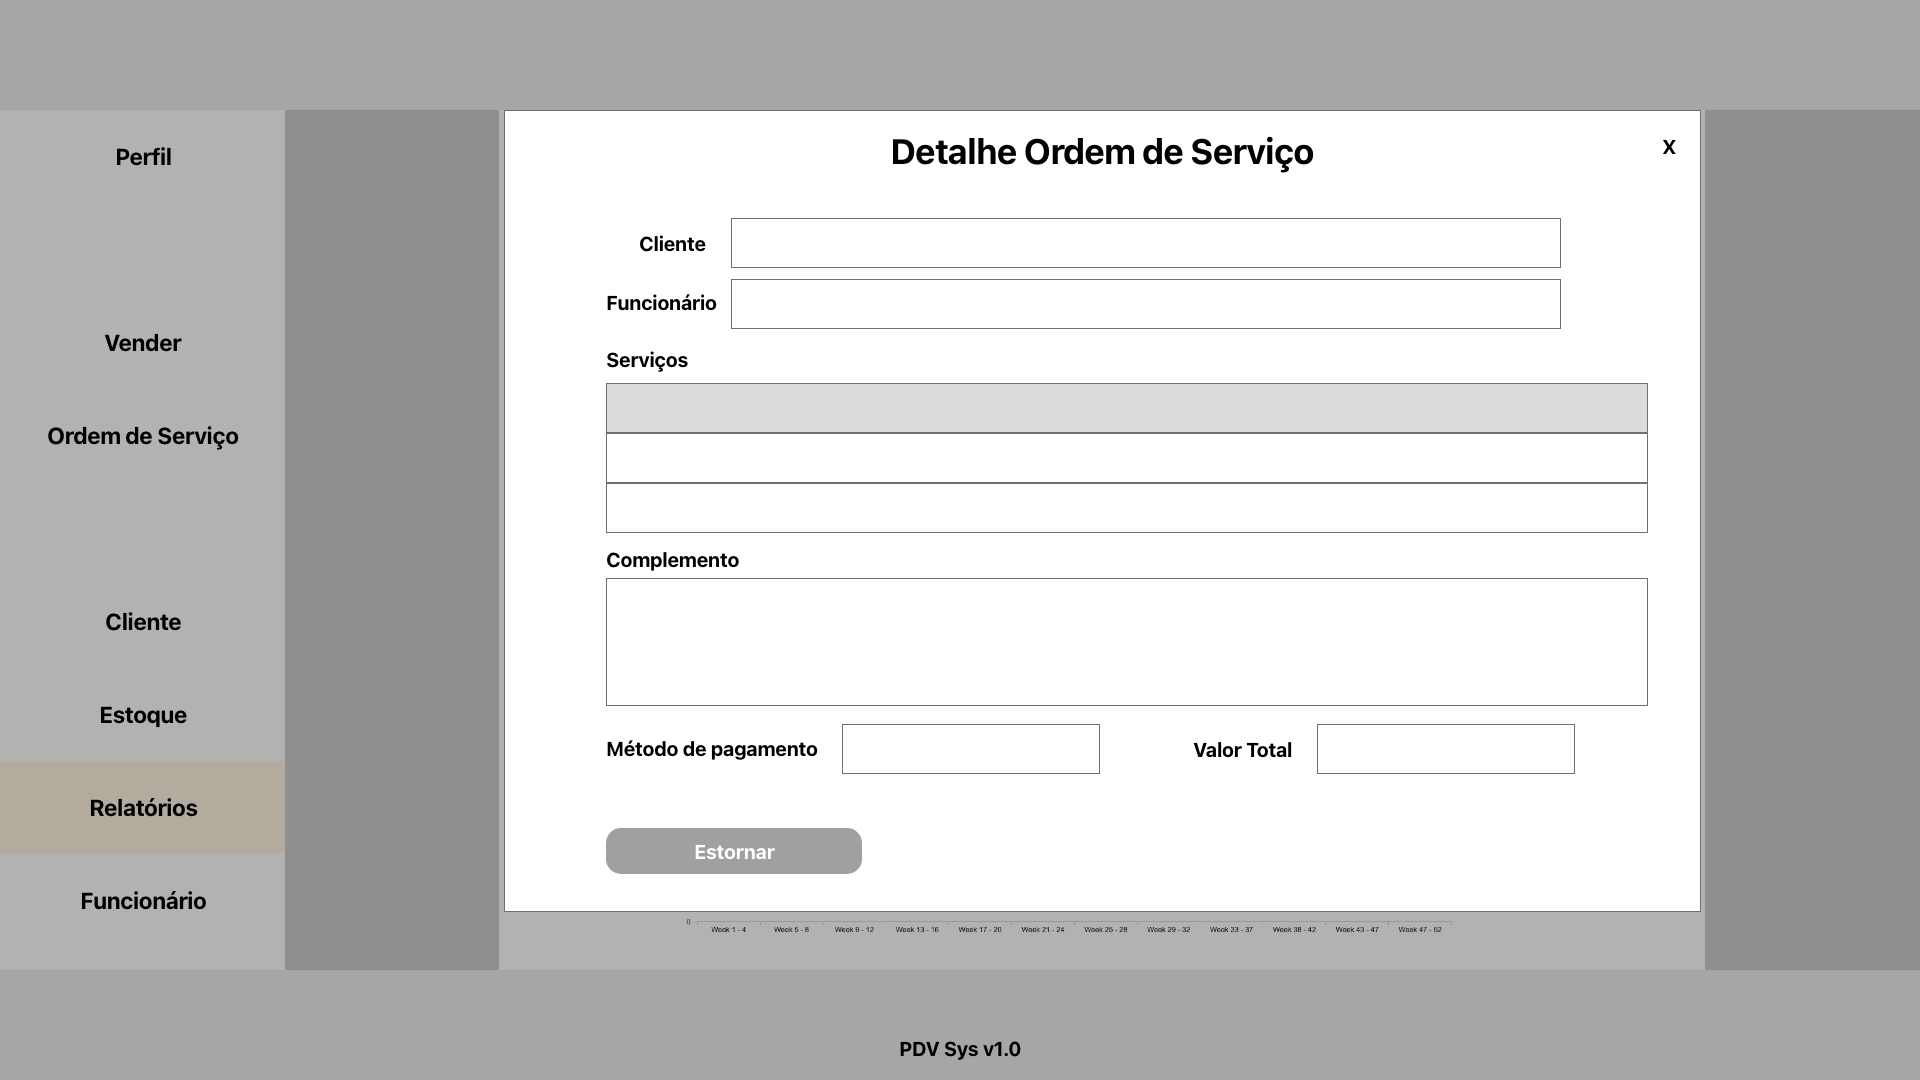 Perfil
Vender
Ordem de Serviço
Cliente
Estoque
Relatórios
Funcionário
Detalhe Ordem de Serviço
X
Cliente
Funcionário
Serviços
Complemento
Método de pagamento
Valor Total
Estornar
0
Week 1 - 4 Week 5 - 8 Week 9 - 12 Week 13 - 16 Week 17 - 20 Week 21 - 24 Week 25 - 28 Week 29 - 32 Week 33 - 37 Week 38 - 42 Week 43 - 47 Week 47 - 52
PDV Sys v1.0